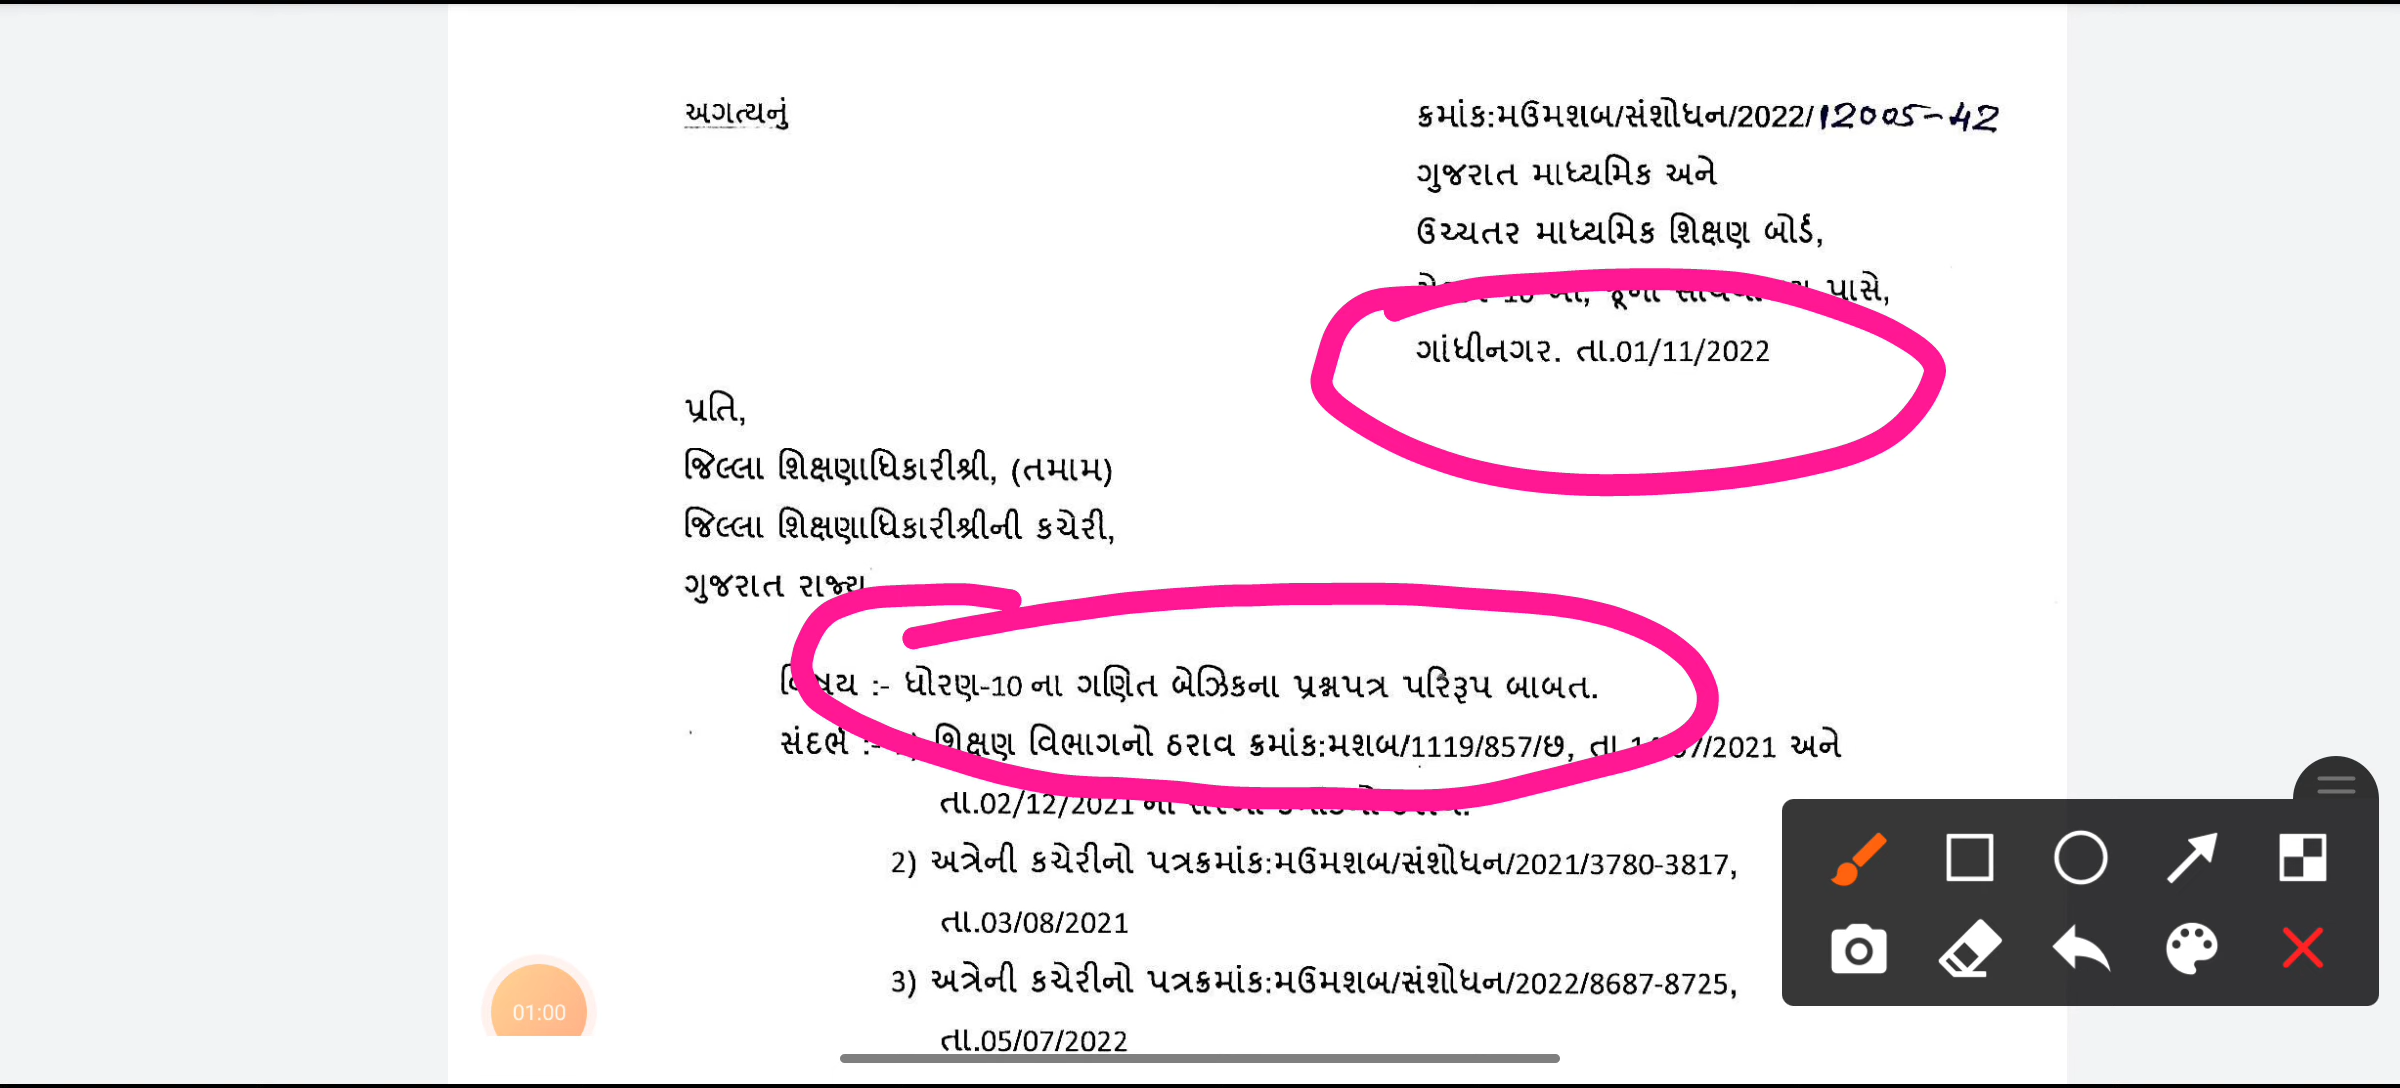 અગત્યનું
ક્રમાંક:મઉમશબ/સંશોધન/2022/12005-42
ગુજરાત માધ્યમિક અને
ઉચ્ચતર માધ્યમિક શિક્ષણ બોર્ડ,
પાસે,
ગાંધીનગર. તા.01/11/2022
પ્રતિ,
જિલ્લા શિક્ષણાધિકારીશ્રી, (તમામ)
જિલ્લા શિક્ષણાધિકારીશ્રીની કચેરી,
ગુજરાત રાજ્ય
વિષય :- ધોરણ-10 ના ગણિત બેઝિકના પ્રશ્નપત્ર પરિરૂપ બાબત.
સંદર્ભ :- શિક્ષણ વિભાગનો ઠરાવ ક્રમાંક:મશબ/1119/857/છ, તા અને
તા.02/12/2021
2) અત્રેની કચેરીનો પત્રક્રમાંક:મઉમશબ/સંશોધન/2021/3780-3817,
તા.03/08/2021
3) અત્રેની કચેરીનો પત્રક્રમાંક:મઉમશબ/સંશોધન/2022/8687-8725,
તા.05/07/2022
01:00